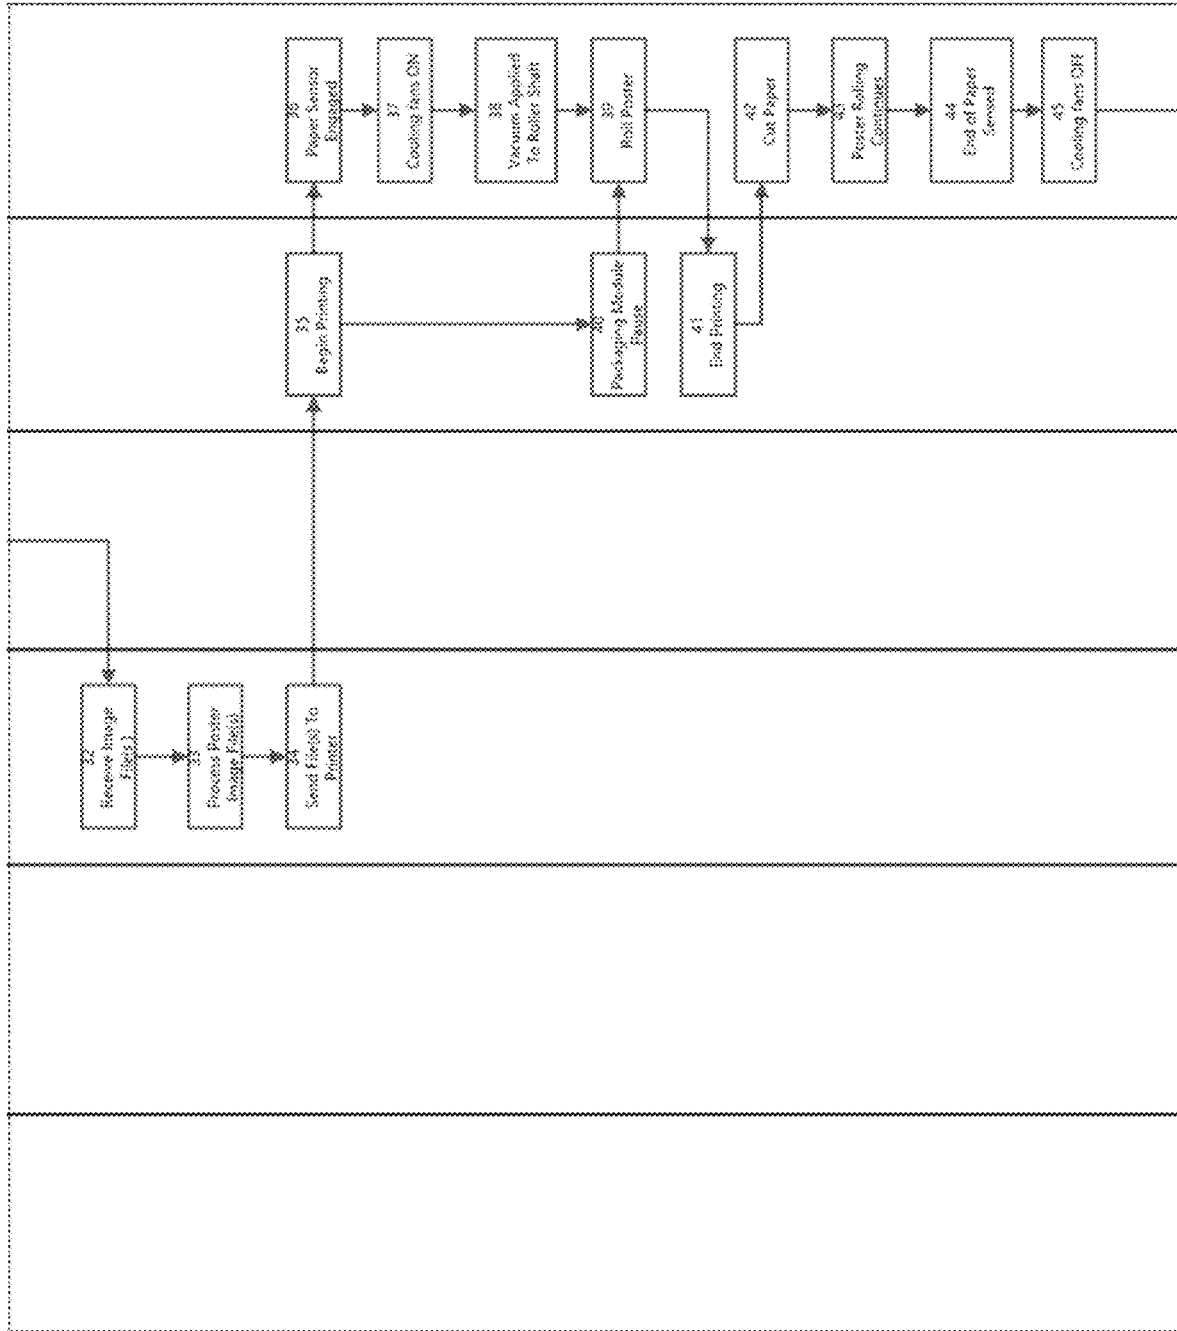 32
Receive Image
File(s)
33
Process Poster
Image File(s)
34
Send File(s) To
Printer
35
Begin Printing
36
Paper Sensor
Engaged
37
Cooling Fans ON
38
Vacuum Applied
To Roller Shaft
39
Roll Poster
40
Packaging Module
Pause
41
End Printing
42
Cut Paper
43
Poster Rolling
Continues
44
End of Paper
Sensed
45
Cooling Fans OFF